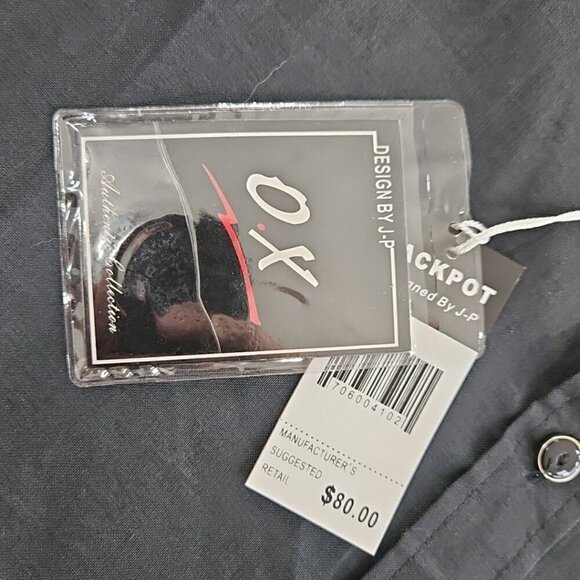 DESIGN BY J-P
O.X
Authentic Collection
ACKPOT
ned By J-P
706004102
MANUFACTURER'S
SUGGESTED
RETAIL
$80.00